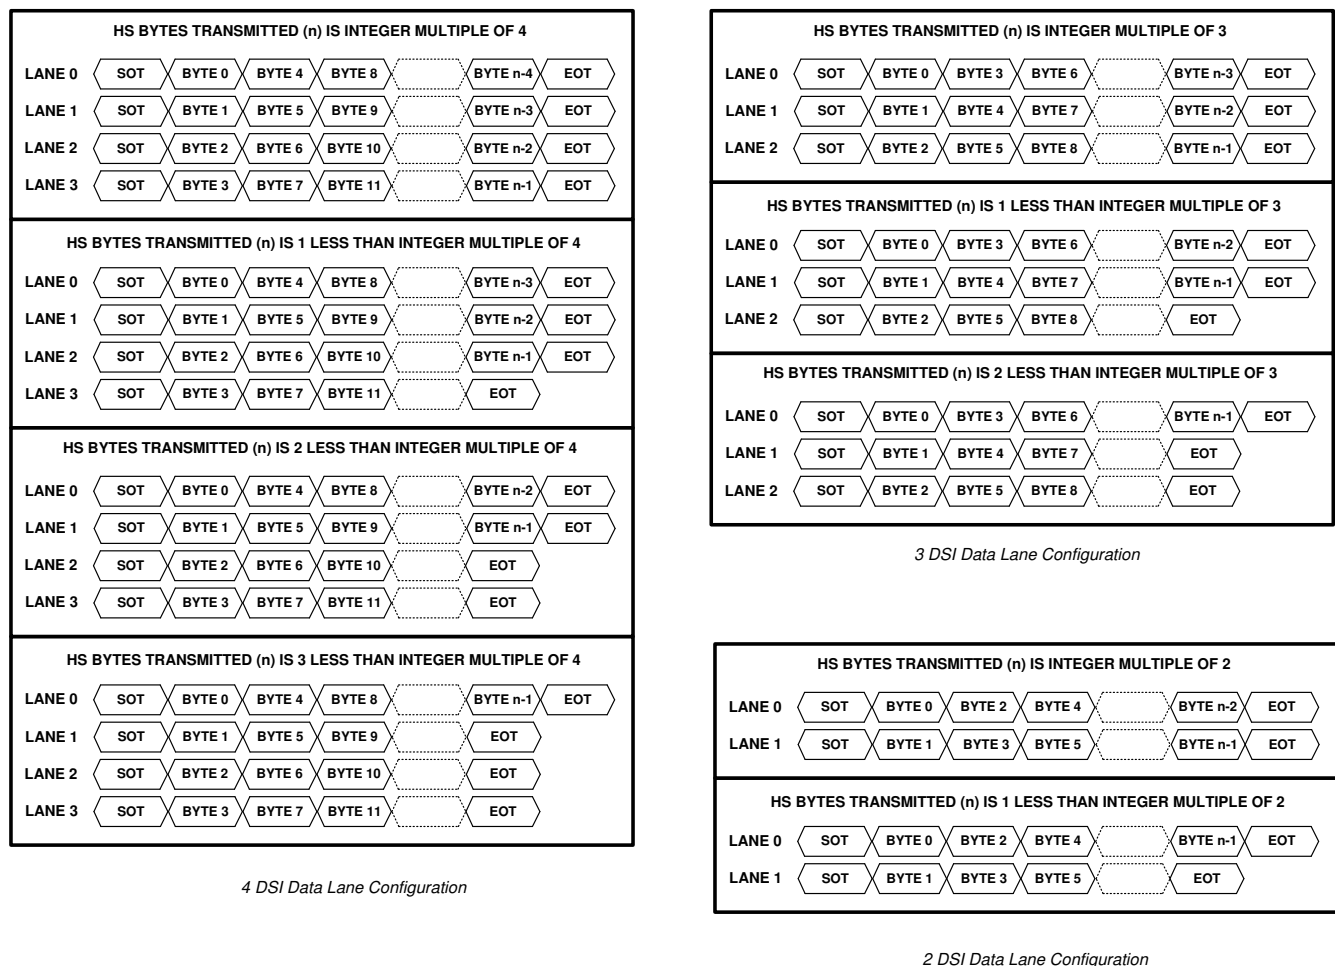 HS BYTES TRANSMITTED (n) IS INTEGER MULTIPLE OF 4
LANE 0 SOT BYTE 0 BYTE 4 BYTE 8 BYTE n-4 EOT
LANE 1 SOT BYTE 1 BYTE 5 BYTE 9 BYTE n-3 EOT
LANE 2 SOT BYTE 2 BYTE 6 BYTE 10 BYTE n-2 EOT
LANE 3 SOT BYTE 3 BYTE 7 BYTE 11 BYTE n-1 EOT
HS BYTES TRANSMITTED (n) IS 1 LESS THAN INTEGER MULTIPLE OF 4
LANE 0 SOT BYTE 0 BYTE 4 BYTE 8 BYTE n-3 EOT
LANE 1 SOT BYTE 1 BYTE 5 BYTE 9 BYTE n-2 EOT
LANE 2 SOT BYTE 2 BYTE 6 BYTE 10 BYTE n-1 EOT
LANE 3 SOT BYTE 3 BYTE 7 BYTE 11 EOT
HS BYTES TRANSMITTED (n) IS 2 LESS THAN INTEGER MULTIPLE OF 4
LANE 0 SOT BYTE 0 BYTE 4 BYTE 8 BYTE n-2 EOT
LANE 1 SOT BYTE 1 BYTE 5 BYTE 9 BYTE n-1 EOT
LANE 2 SOT BYTE 2 BYTE 6 BYTE 10 EOT
LANE 3 SOT BYTE 3 BYTE 7 BYTE 11 EOT
HS BYTES TRANSMITTED (n) IS 3 LESS THAN INTEGER MULTIPLE OF 4
LANE 0 SOT BYTE 0 BYTE 4 BYTE 8 BYTE n-1 EOT
LANE 1 SOT BYTE 1 BYTE 5 BYTE 9 EOT
LANE 2 SOT BYTE 2 BYTE 6 BYTE 10 EOT
LANE 3 SOT BYTE 3 BYTE 7 BYTE 11 EOT
4 DSI Data Lane Configuration
HS BYTES TRANSMITTED (n) IS INTEGER MULTIPLE OF 3
LANE 0 SOT BYTE 0 BYTE 3 BYTE 6 BYTE n-3 EOT
LANE 1 SOT BYTE 1 BYTE 4 BYTE 7 BYTE n-2 EOT
LANE 2 SOT BYTE 2 BYTE 5 BYTE 8 BYTE n-1 EOT
HS BYTES TRANSMITTED (n) IS 1 LESS THAN INTEGER MULTIPLE OF 3
LANE 0 SOT BYTE 0 BYTE 3 BYTE 6 BYTE n-2 EOT
LANE 1 SOT BYTE 1 BYTE 4 BYTE 7 BYTE n-1 EOT
LANE 2 SOT BYTE 2 BYTE 5 BYTE 8 EOT
HS BYTES TRANSMITTED (n) IS 2 LESS THAN INTEGER MULTIPLE OF 3
LANE 0 SOT BYTE 0 BYTE 3 BYTE 6 BYTE n-1 EOT
LANE 1 SOT BYTE 1 BYTE 4 BYTE 7 EOT
LANE 2 SOT BYTE 2 BYTE 5 BYTE 8 EOT
3 DSI Data Lane Configuration
HS BYTES TRANSMITTED (n) IS INTEGER MULTIPLE OF 2
LANE 0 SOT BYTE 0 BYTE 2 BYTE 4 BYTE n-2 EOT
LANE 1 SOT BYTE 1 BYTE 3 BYTE 5 BYTE n-1 EOT
HS BYTES TRANSMITTED (n) IS 1 LESS THAN INTEGER MULTIPLE OF 2
LANE 0 SOT BYTE 0 BYTE 2 BYTE 4 BYTE n-1 EOT
LANE 1 SOT BYTE 1 BYTE 3 BYTE 5 EOT
2 DSI Data Lane Configuration